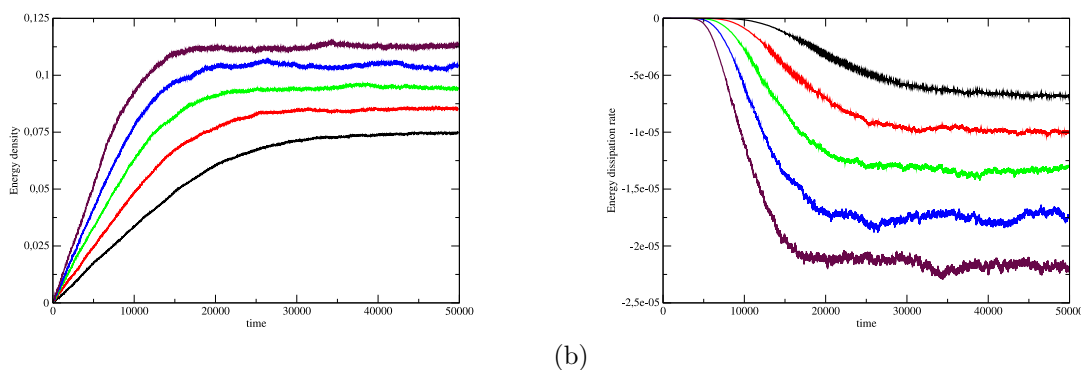 0,125
0,1
0,075
0,05
0,025
0
Energy density
0 10000 20000 30000 40000 50000
time
0
-5e-06
-1e-05
-1,5e-05
-2e-05
-2,5e-05
Energy dissipation rate
0 10000 20000 30000 40000 50000
time
(b)